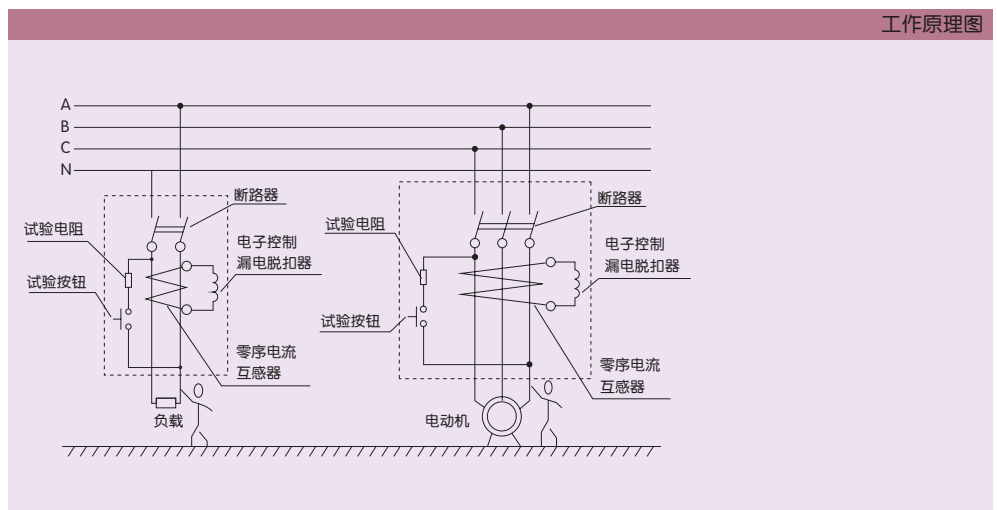 工作原理图
A
B
C
N
断路器
试验电阻
电子控制
漏电脱扣器
试验按钮
零序电流
互感器
负载
断路器
试验电阻
电子控制
漏电脱扣器
试验按钮
零序电流
互感器
电动机